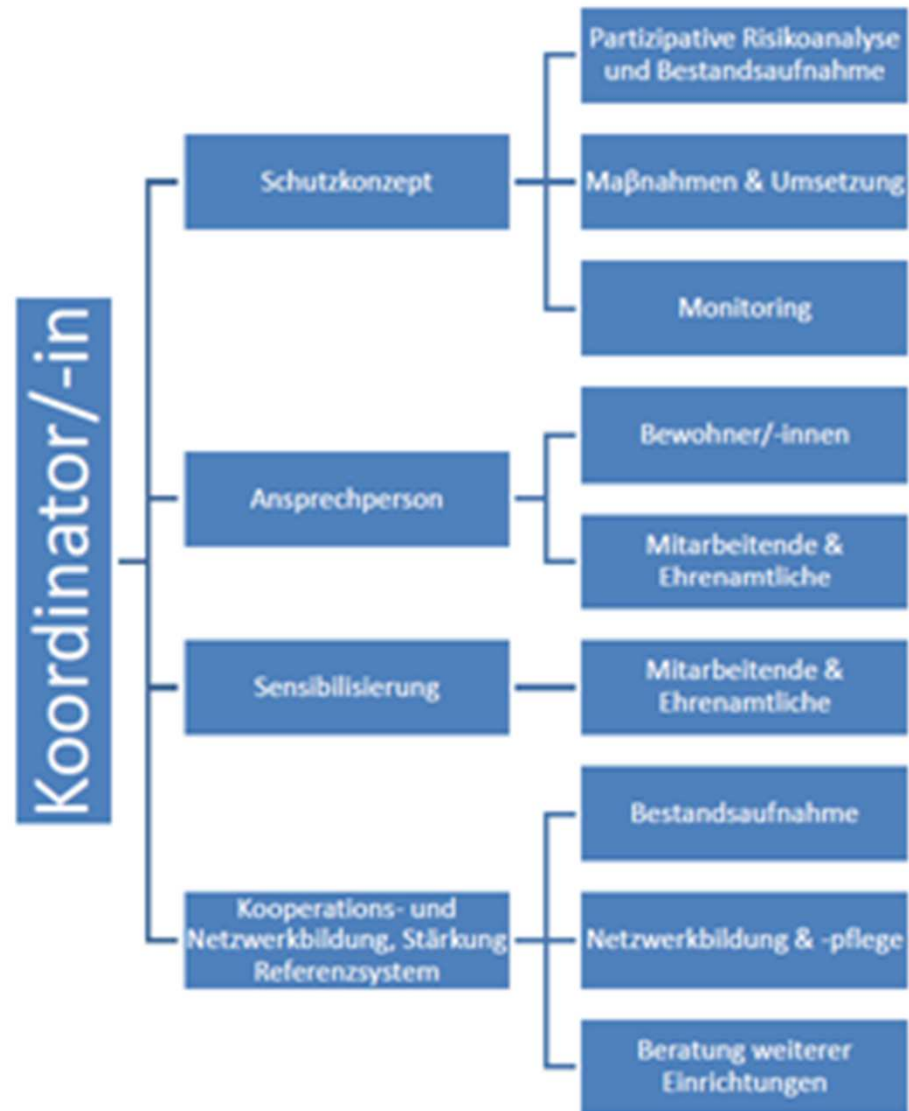 Koordinator/-in
Schutzkonzept
Partizipative Risikoanalyse
und Bestandsaufnahme
Maßnahmen & Umsetzung
Monitoring
Ansprechperson
Bewohner/-innen
Mitarbeitende &
Ehrenamtliche
Sensibilisierung
Mitarbeitende &
Ehrenamtliche
Kooperations- und
Netzwerkbildung, Stärkung
Referenzsystem
Bestandsaufnahme
Netzwerkbildung & -pflege
Beratung weiterer
Einrichtungen